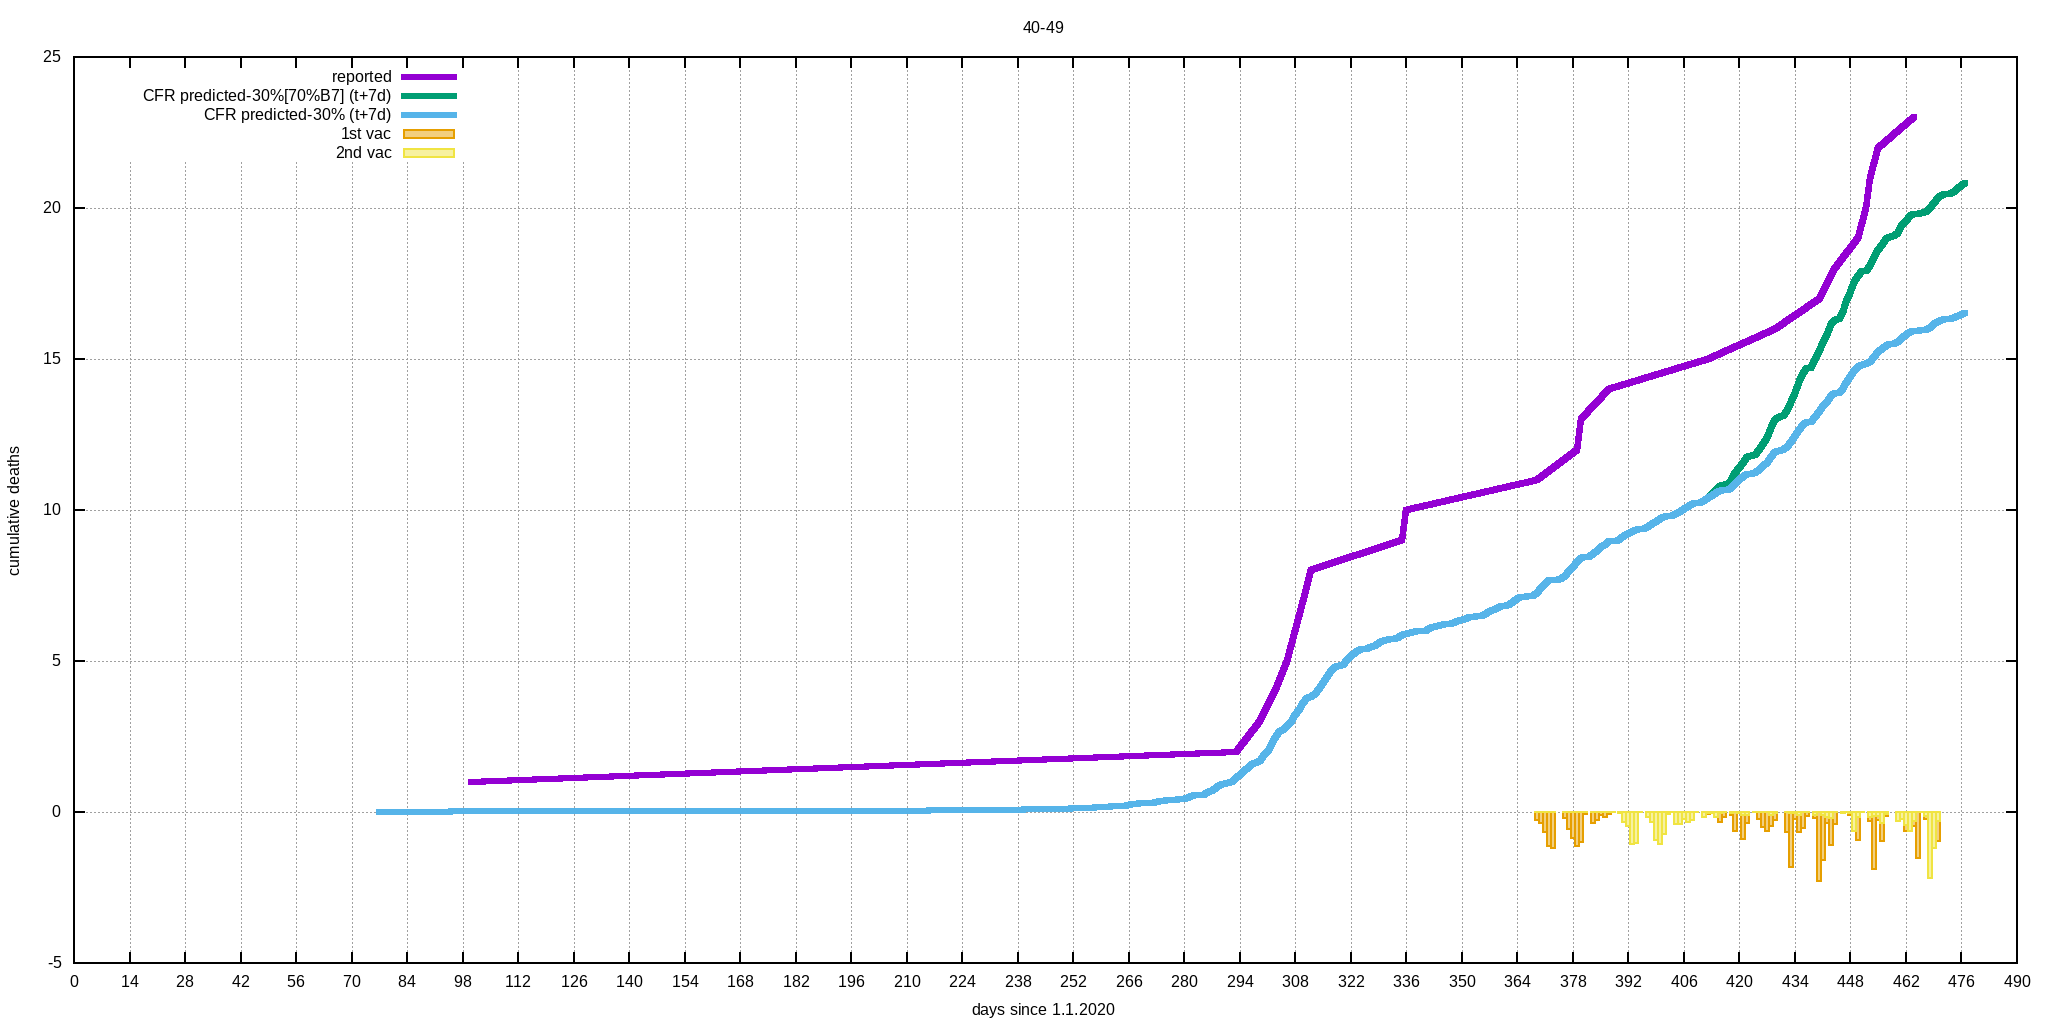 40-49
25
20
15
10
5
0
-5
cumulative deaths
reported
CFR predicted-30%[70%B7] (t+7d)
CFR predicted-30% (t+7d)
1st vac
2nd vac
0 14 28 42 56 70 84 98 112 126 140 154 168 182 196 210 224 238 252 266 280 294 308 322 336 350 364 378 392 406 420 434 448 462 476 490
days since 1.1.2020